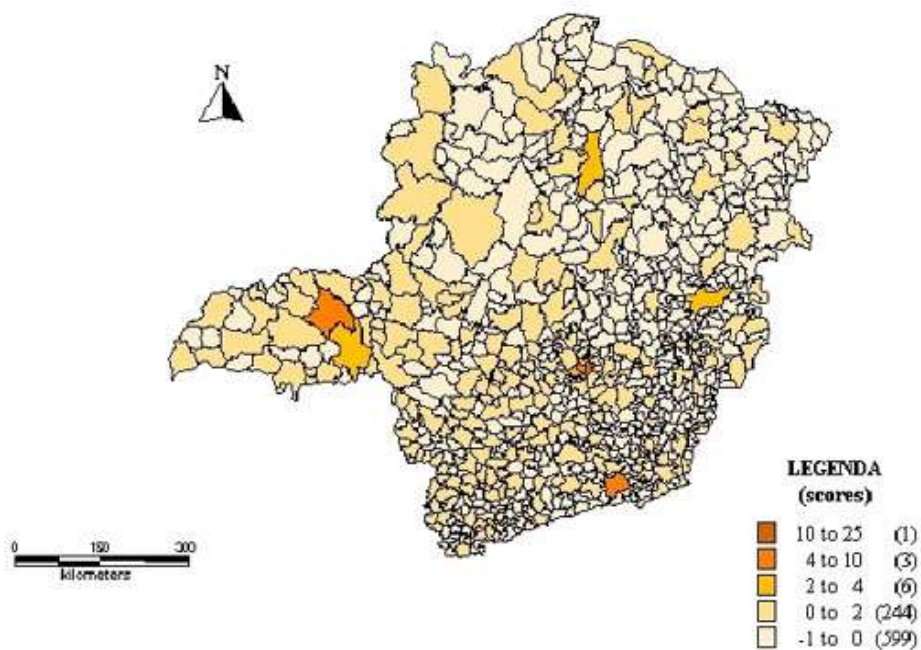 N
LEGENDA
(scores)
10 to 25 (1)
4 to 10 (3)
2 to 4 (6)
0 to 2 (244)
-1 to 0 (599)
0 150 300
kilometers